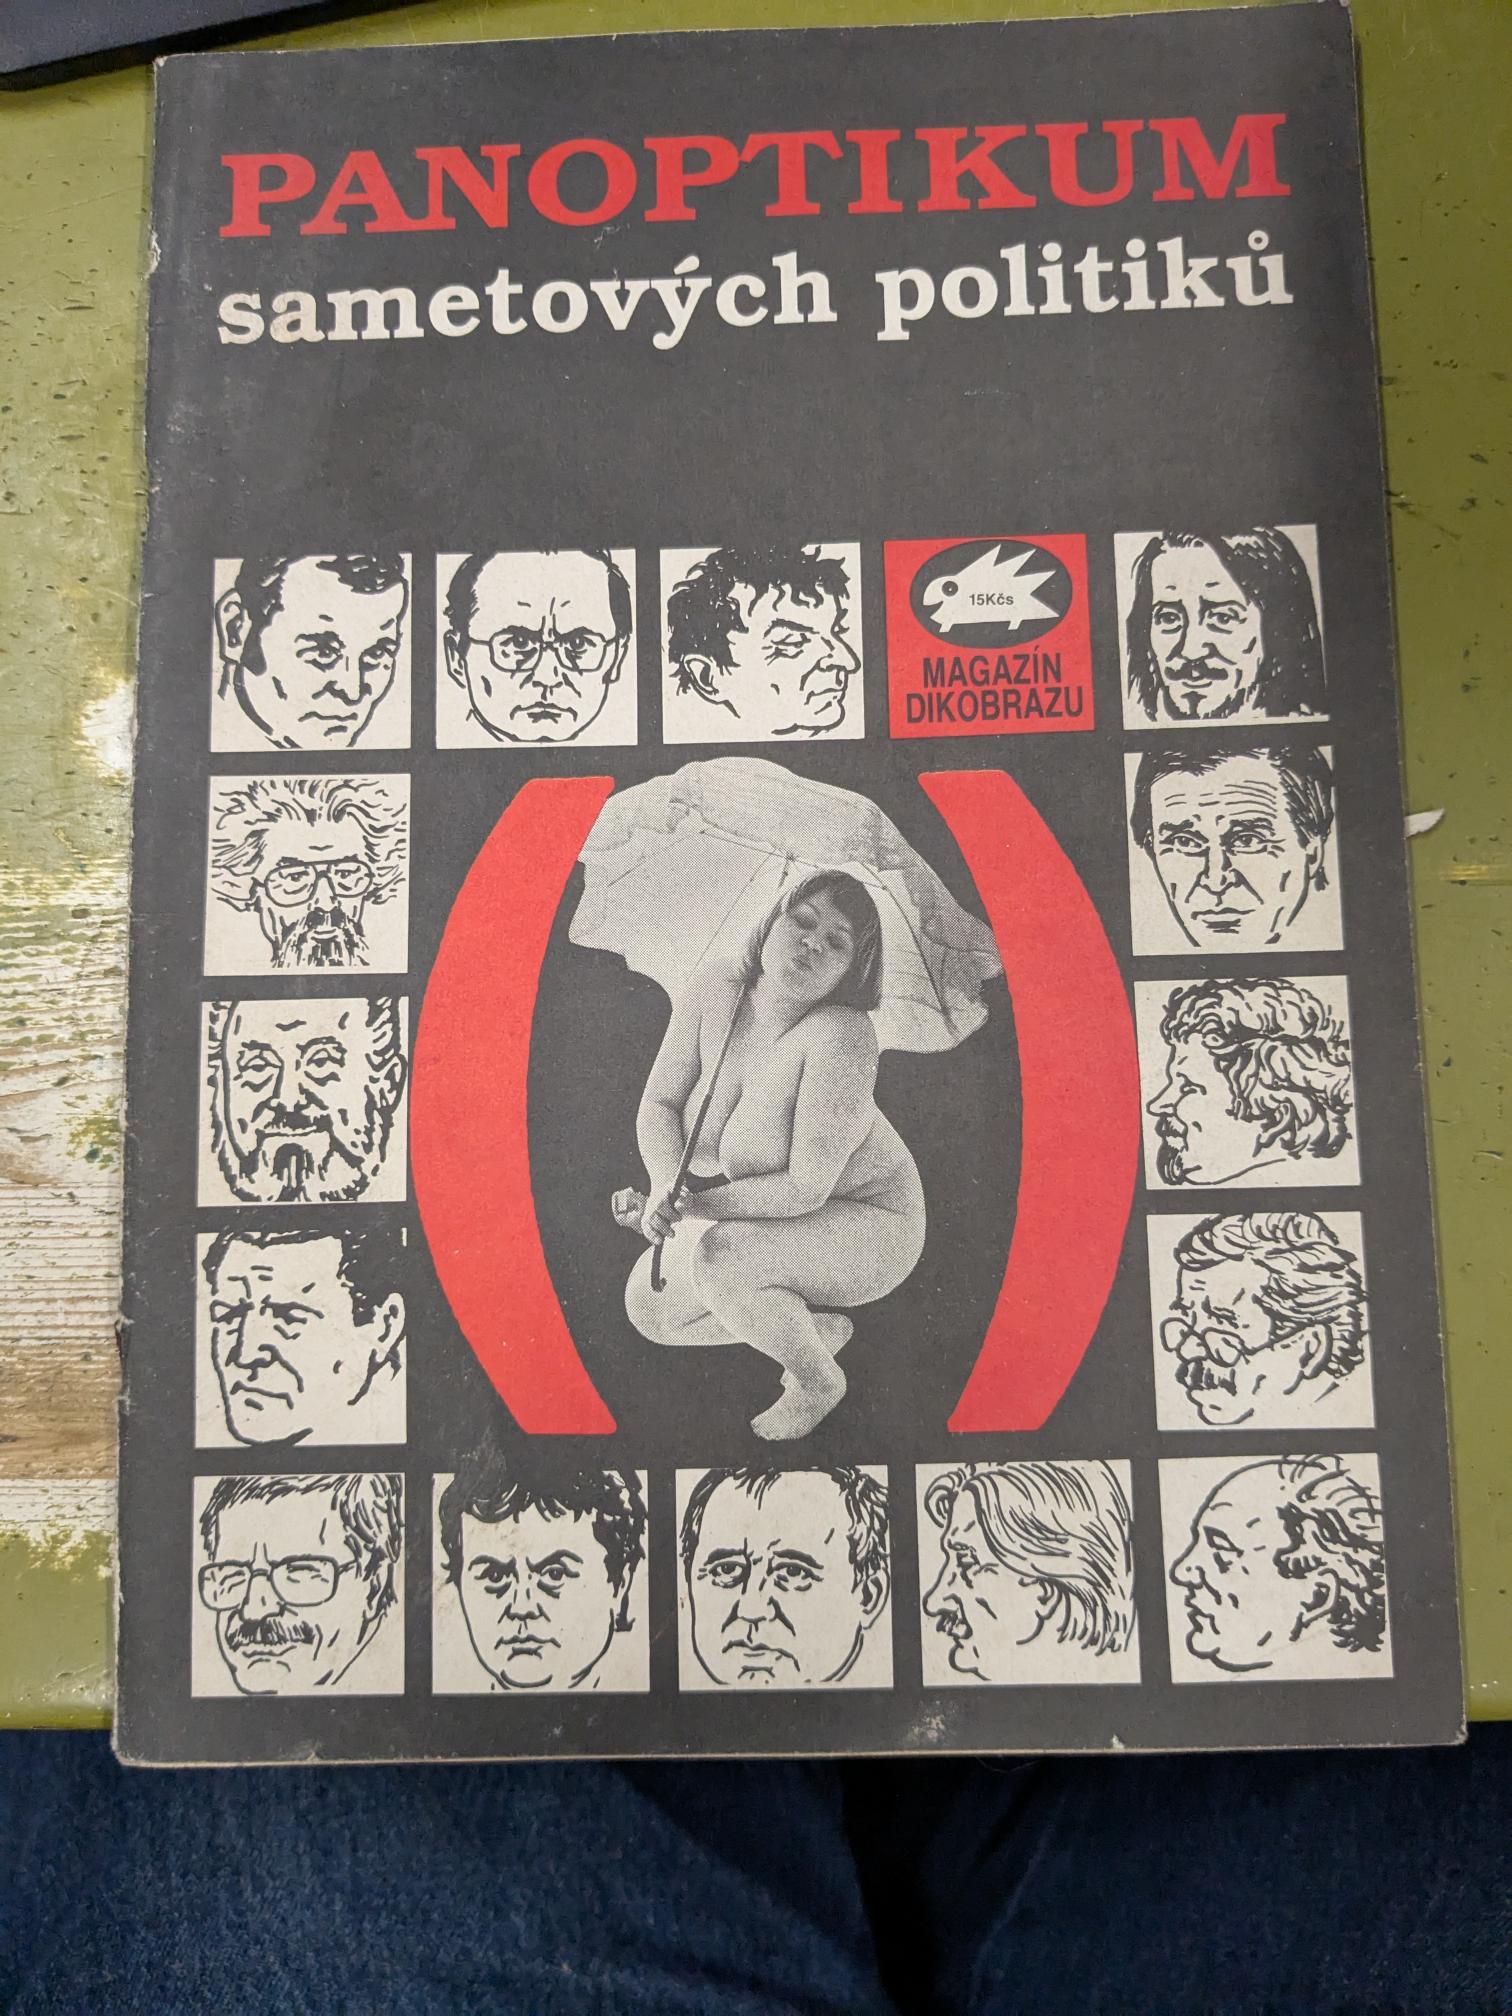 PANOPTIKUM
sametových politiků
15Kčs
MAGAZÍN
DIKOBRAZU